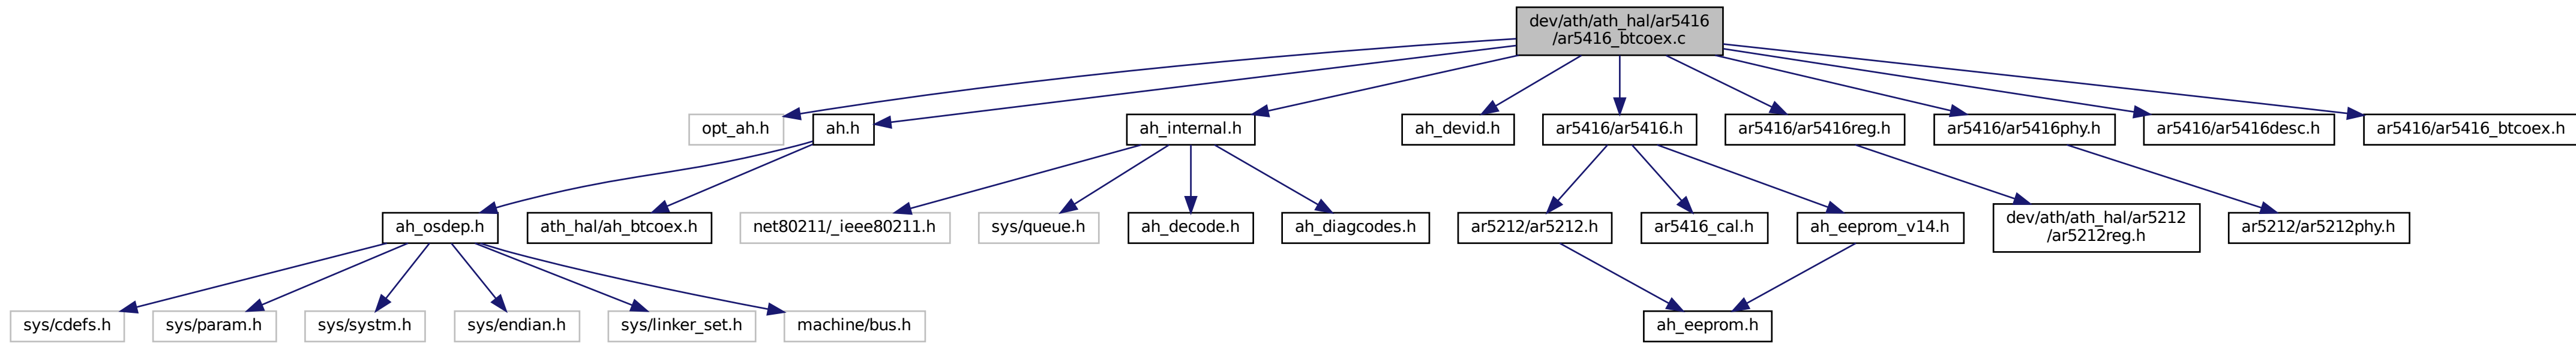 dev/ath/ath_hal/ar5416
/ar5416_btcoex.c
opt_ah.h
ah.h
ah_internal.h
ah_devid.h
ar5416/ar5416.h
ar5416/ar5416reg.h
ar5416/ar5416phy.h
ar5416/ar5416desc.h
ar5416/ar5416_btcoex.h
ah_osdep.h
ath_hal/ah_btcoex.h
net80211/_ieee80211.h
sys/queue.h
ah_decode.h
ah_diagcodes.h
ar5212/ar5212.h
ar5416_cal.h
ah_eeprom_v14.h
dev/ath/ath_hal/ar5212
/ar5212reg.h
ar5212/ar5212phy.h
sys/cdefs.h
sys/param.h
sys/systm.h
sys/endian.h
sys/linker_set.h
machine/bus.h
ah_eeprom.h